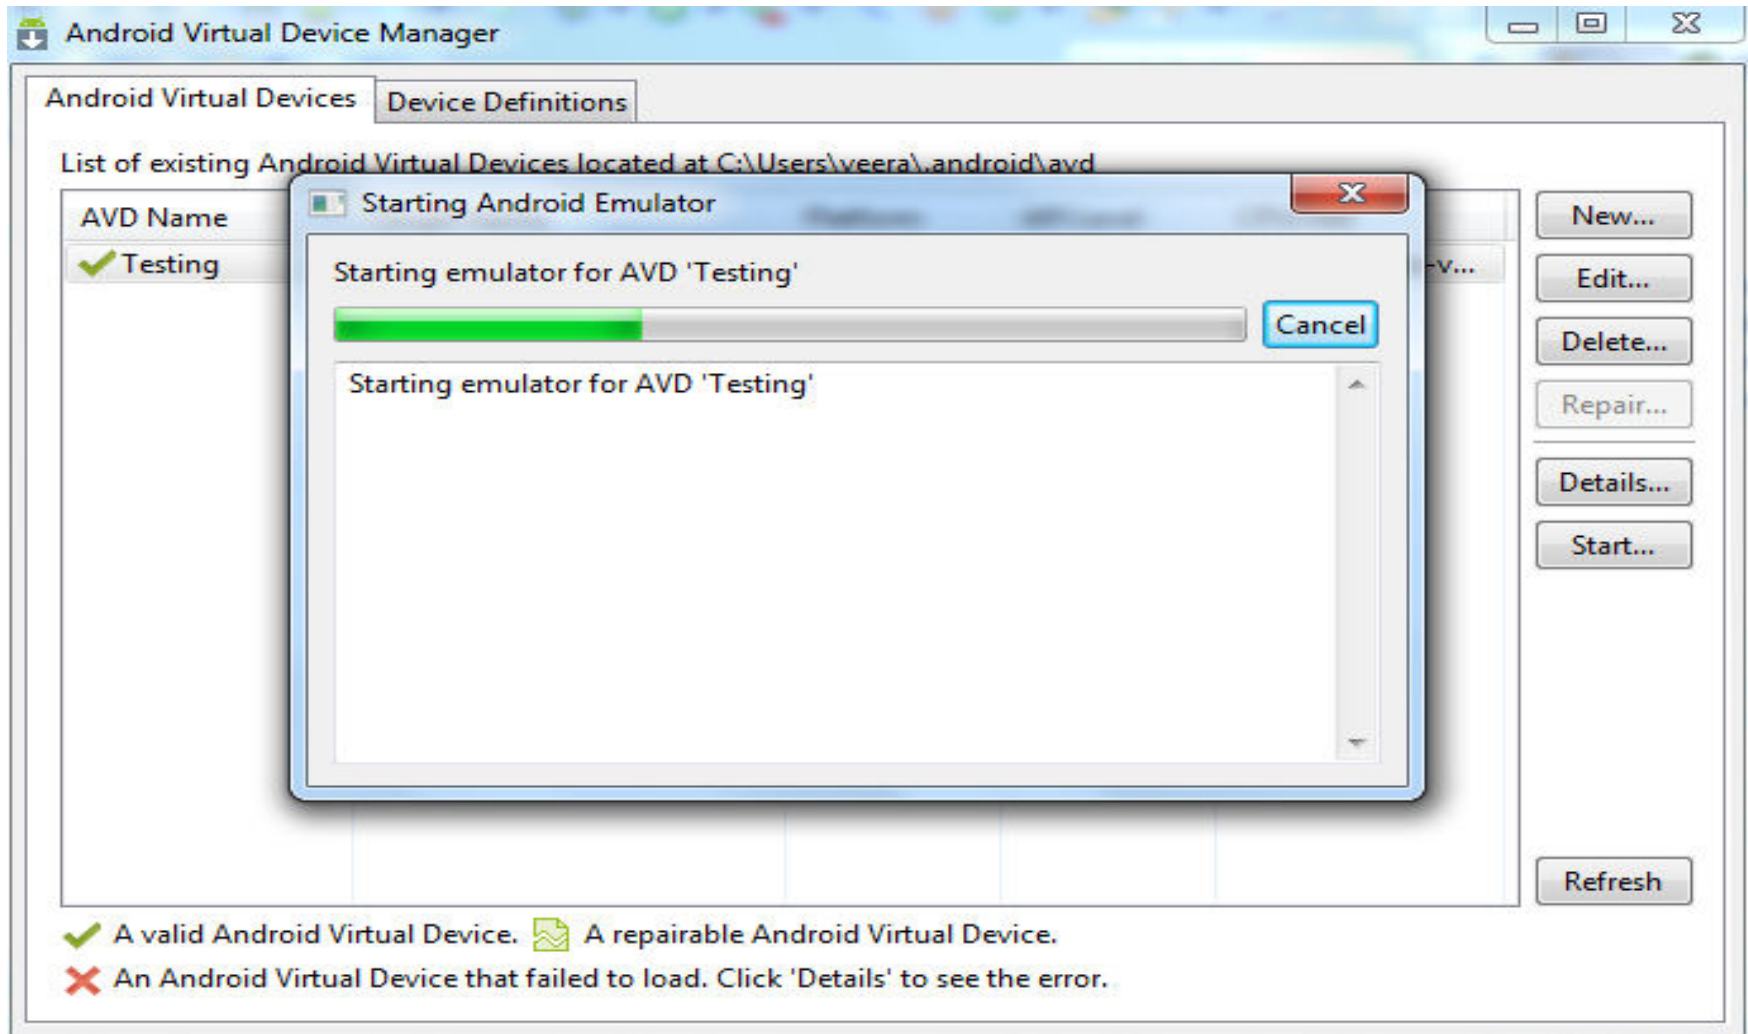 Android Virtual Device Manager
Android Virtual Devices
Device Definitions
List of existing Android Virtual Devices located at C:\Users\veera\.android\avd
AVD Name
Testing
-v...
Starting Android Emulator
Starting emulator for AVD 'Testing'
Cancel
Starting emulator for AVD 'Testing'
New...
Edit...
Delete...
Repair...
Details...
Start...
Refresh
A valid Android Virtual Device. A repairable Android Virtual Device.
An Android Virtual Device that failed to load. Click 'Details' to see the error.